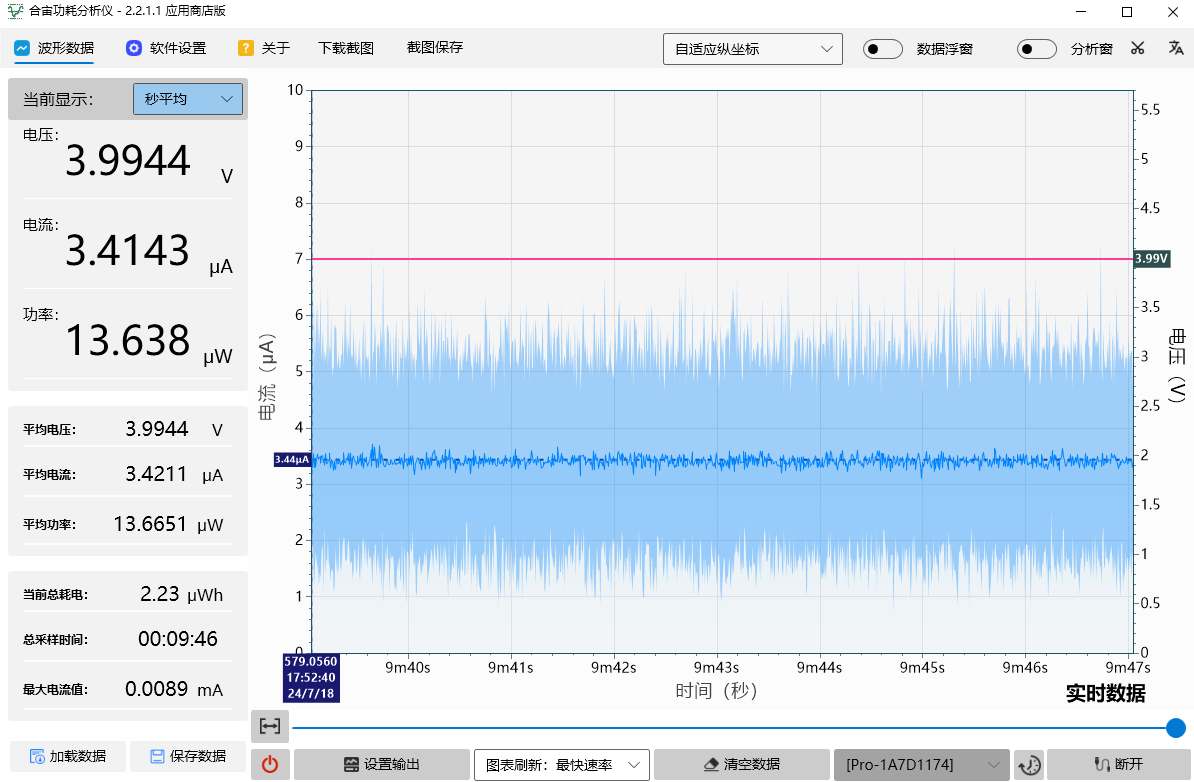 合宙功耗分析仪 - 2.2.1.1 应用商店版
波形数据 软件设置 关于 下载截图 截图保存 自适应纵坐标 数据浮窗 分析窗
当前显示: 秒平均
电压:
3.9944 V
电流:
3.4143 μA
功率:
13.638 μW
平均电压: 3.9944 V
平均电流: 3.4211 μA
平均功率: 13.6651 μW
当前总耗电: 2.23 μWh
总采样时间: 00:09:46
最大电流值: 0.0089 mA
加载数据 保存数据
电流（μA）
10
9
8
7
6
5
4
3.44μA
3
2
1
0
5.5
5
4.5
3.99V
3.5
3
2.5
2
1.5
1
0.5
0
电压（V）
579.0560
17:52:40
24/7/18
9m40s 9m41s 9m42s 9m43s 9m44s 9m45s 9m46s 9m47s
时间（秒）
实时数据
设置输出 图表刷新：最快速率 清空数据 [Pro-1A7D1174] 断开